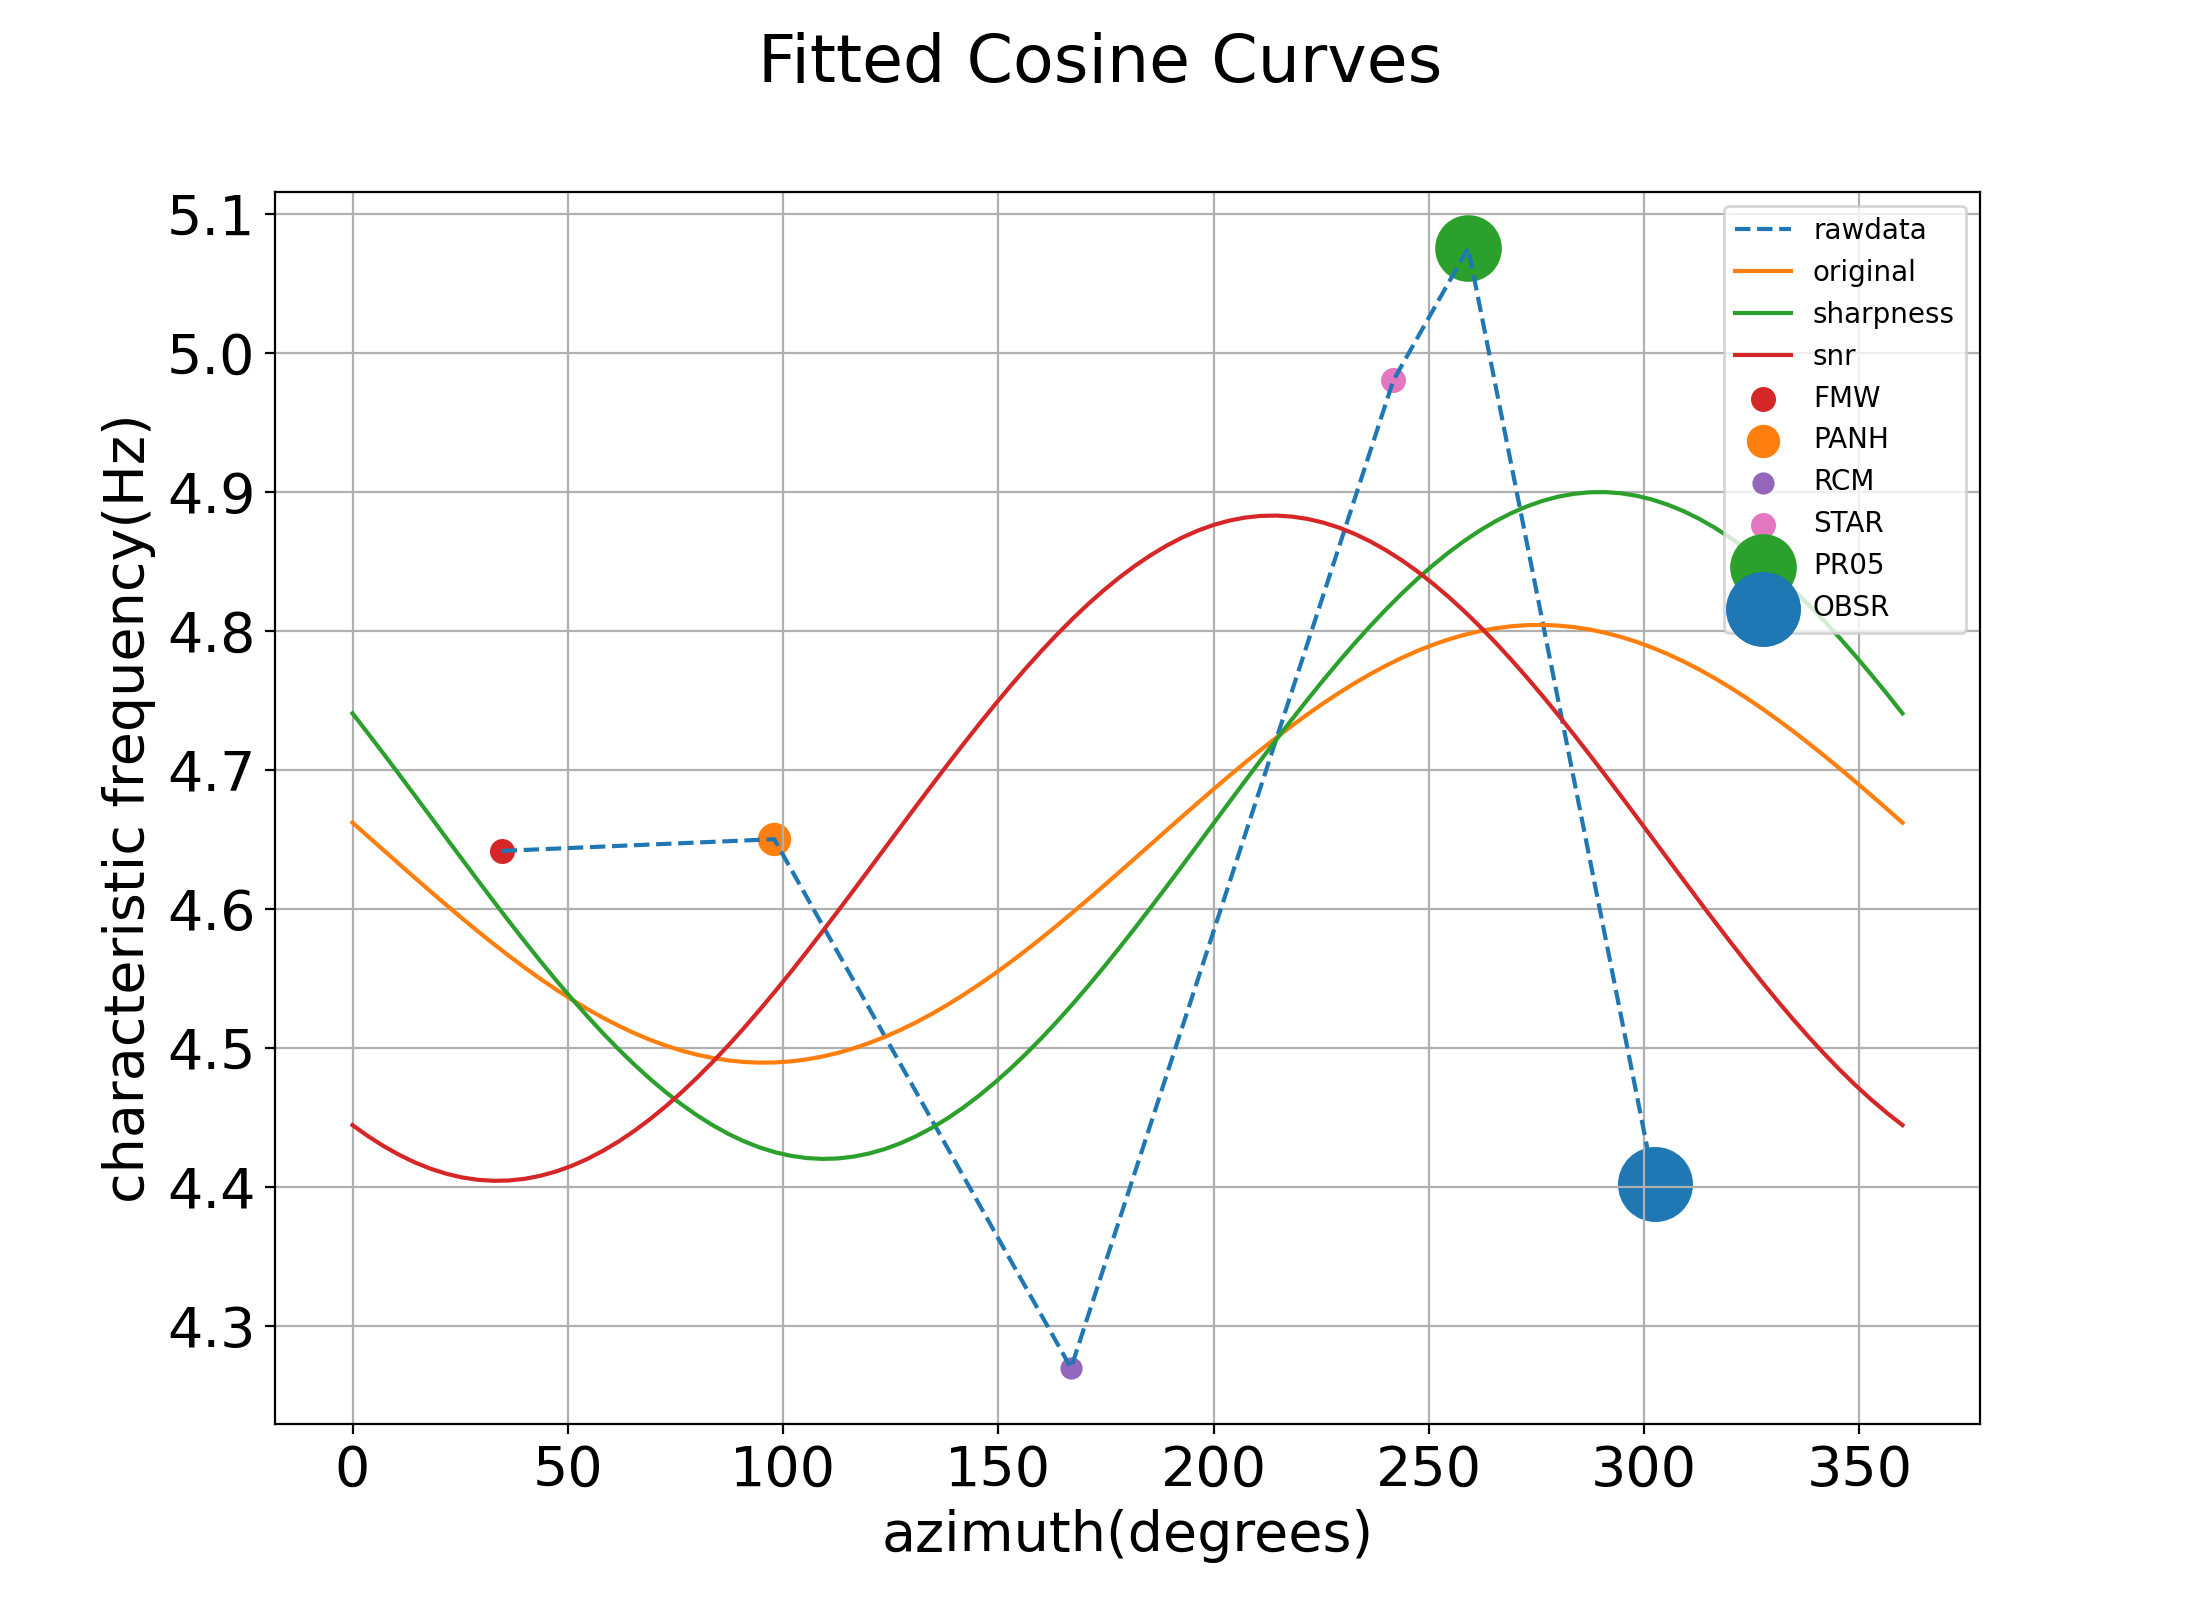 Fitted Cosine Curves
characteristic frequency(Hz)
5.1
5.0
4.9
4.8
4.7
4.6
4.5
4.4
4.3
rawdata
original
sharpness
snr
FMW
PANH
RCM
STAR
PR05
OBSR
0 50 100 150 200 250 300 350
azimuth(degrees)